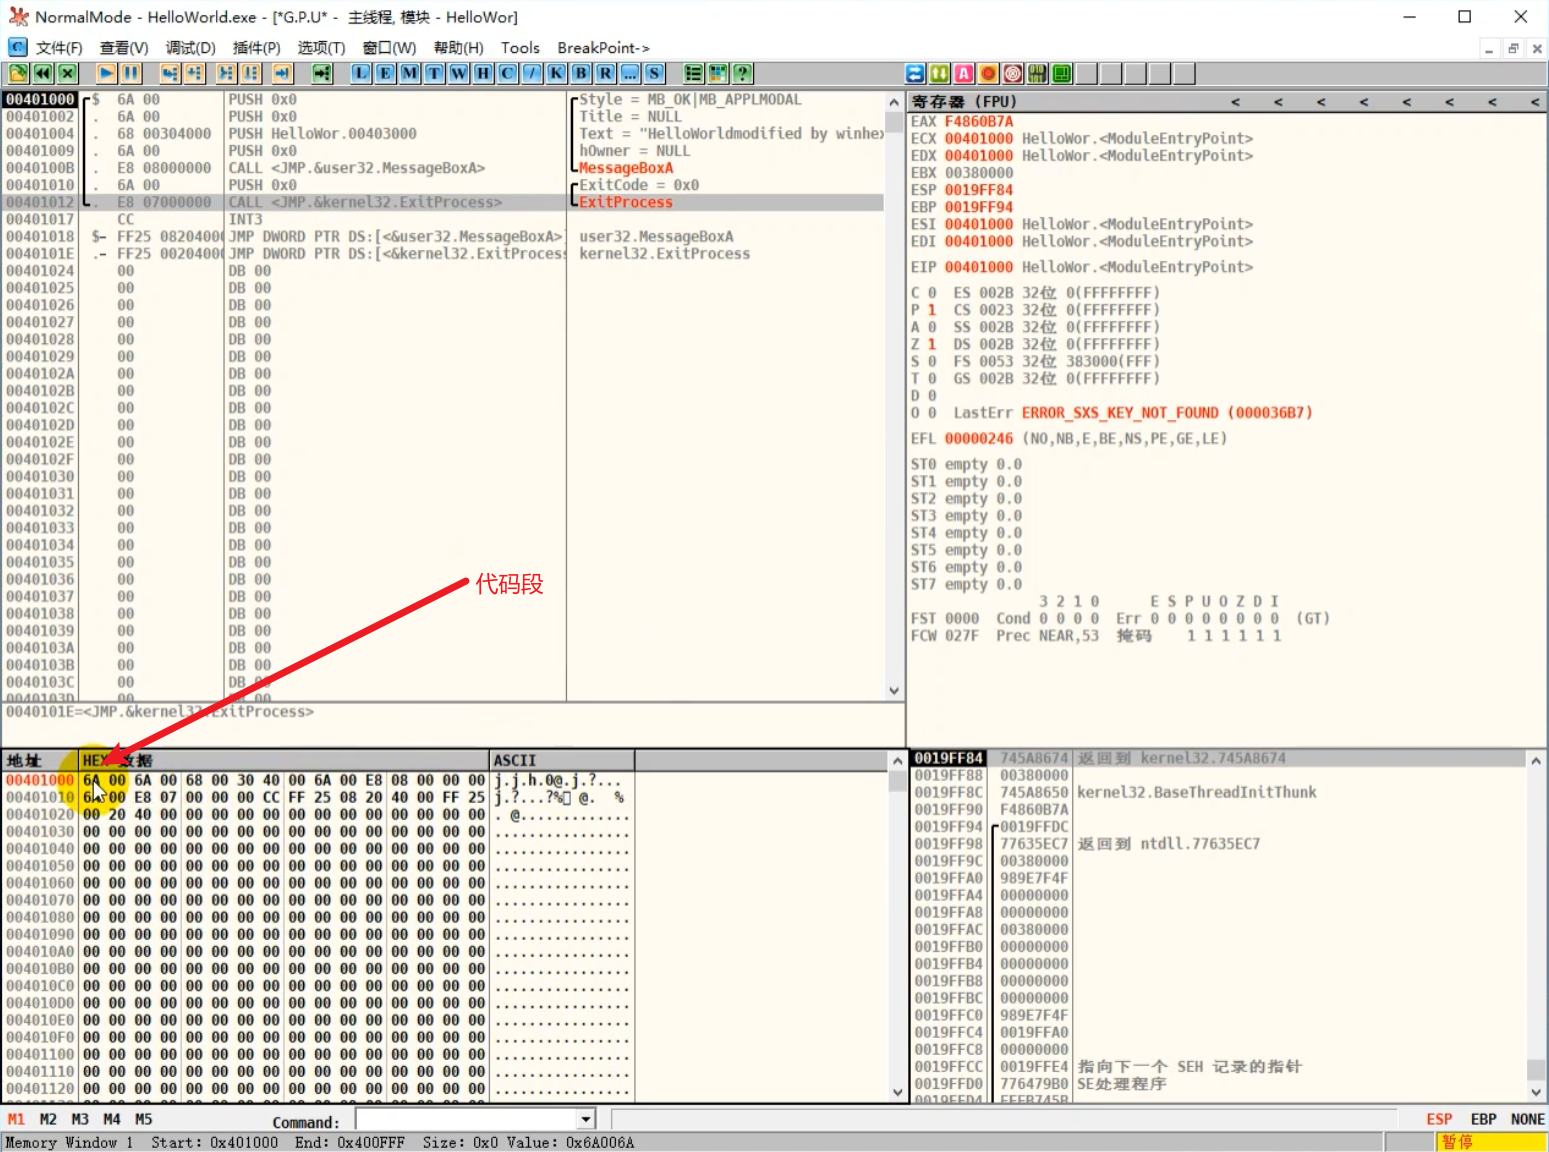 NormalMode - HelloWorld.exe - [*G.P.U* - 主线程, 模块 - HelloWor]
文件(F) 查看(V) 调试(D) 插件(P) 选项(T) 窗口(W) 帮助(H) Tools BreakPoint->
L E M T W H C / K B R ... S ? A
00401000 $ 6A 00 PUSH 0x0 Style = MB_OK|MB_APPLMODAL
00401002 . 6A 00 PUSH 0x0 Title = NULL
00401004 . 68 00304000 PUSH HelloWor.00403000 Text = "HelloWorldmodified by winhex
00401009 . 6A 00 PUSH 0x0 hOwner = NULL
0040100B . E8 08000000 CALL <JMP.&user32.MessageBoxA> MessageBoxA
00401010 . 6A 00 PUSH 0x0 ExitCode = 0x0
00401012 . E8 07000000 CALL <JMP.&kernel32.ExitProcess> ExitProcess
00401017 CC INT3
00401018 $- FF25 08204000 JMP DWORD PTR DS:[<&user32.MessageBoxA>] user32.MessageBoxA
0040101E .- FF25 00204000 JMP DWORD PTR DS:[<&kernel32.ExitProcess kernel32.ExitProcess
00401024 00 DB 00
00401025 00 DB 00
00401026 00 DB 00
00401027 00 DB 00
00401028 00 DB 00
00401029 00 DB 00
0040102A 00 DB 00
0040102B 00 DB 00
0040102C 00 DB 00
0040102D 00 DB 00
0040102E 00 DB 00
0040102F 00 DB 00
00401030 00 DB 00
00401031 00 DB 00
00401032 00 DB 00
00401033 00 DB 00
00401034 00 DB 00
00401035 00 DB 00
00401036 00 DB 00
00401037 00 DB 00
00401038 00 DB 00
00401039 00 DB 00
0040103A 00 DB 00
0040103B 00 DB 00
0040103C 00 DB 00
0040103D 00 DB 00
代码段
0040101E=<JMP.&kernel32.ExitProcess>
寄存器 (FPU) < < < < < < < <
EAX F4860B7A
ECX 00401000 HelloWor.<ModuleEntryPoint>
EDX 00401000 HelloWor.<ModuleEntryPoint>
EBX 00380000
ESP 0019FF84
EBP 0019FF94
ESI 00401000 HelloWor.<ModuleEntryPoint>
EDI 00401000 HelloWor.<ModuleEntryPoint>
EIP 00401000 HelloWor.<ModuleEntryPoint>
C 0 ES 002B 32位 0(FFFFFFFF)
P 1 CS 0023 32位 0(FFFFFFFF)
A 0 SS 002B 32位 0(FFFFFFFF)
Z 1 DS 002B 32位 0(FFFFFFFF)
S 0 FS 0053 32位 383000(FFF)
T 0 GS 002B 32位 0(FFFFFFFF)
D 0
O 0 LastErr ERROR_SXS_KEY_NOT_FOUND (000036B7)
EFL 00000246 (NO,NB,E,BE,NS,PE,GE,LE)
ST0 empty 0.0
ST1 empty 0.0
ST2 empty 0.0
ST3 empty 0.0
ST4 empty 0.0
ST5 empty 0.0
ST6 empty 0.0
ST7 empty 0.0
3 2 1 0 E S P U O Z D I
FST 0000 Cond 0 0 0 0 Err 0 0 0 0 0 0 0 0 (GT)
FCW 027F Prec NEAR,53 掩码 1 1 1 1 1 1
地址 HEX 数据 ASCII
00401000 6A 00 6A 00 68 00 30 40 00 6A 00 E8 08 00 00 00 j.j.h.0@.j.?...
00401010 6A 00 E8 07 00 00 00 CC FF 25 08 20 40 00 FF 25 j.?...?% @. %
00401020 00 20 40 00 00 00 00 00 00 00 00 00 00 00 00 00 . @.............
00401030 00 00 00 00 00 00 00 00 00 00 00 00 00 00 00 00 ................
00401040 00 00 00 00 00 00 00 00 00 00 00 00 00 00 00 00 ................
00401050 00 00 00 00 00 00 00 00 00 00 00 00 00 00 00 00 ................
00401060 00 00 00 00 00 00 00 00 00 00 00 00 00 00 00 00 ................
00401070 00 00 00 00 00 00 00 00 00 00 00 00 00 00 00 00 ................
00401080 00 00 00 00 00 00 00 00 00 00 00 00 00 00 00 00 ................
00401090 00 00 00 00 00 00 00 00 00 00 00 00 00 00 00 00 ................
004010A0 00 00 00 00 00 00 00 00 00 00 00 00 00 00 00 00 ................
004010B0 00 00 00 00 00 00 00 00 00 00 00 00 00 00 00 00 ................
004010C0 00 00 00 00 00 00 00 00 00 00 00 00 00 00 00 00 ................
004010D0 00 00 00 00 00 00 00 00 00 00 00 00 00 00 00 00 ................
004010E0 00 00 00 00 00 00 00 00 00 00 00 00 00 00 00 00 ................
004010F0 00 00 00 00 00 00 00 00 00 00 00 00 00 00 00 00 ................
00401100 00 00 00 00 00 00 00 00 00 00 00 00 00 00 00 00 ................
00401110 00 00 00 00 00 00 00 00 00 00 00 00 00 00 00 00 ................
00401120 00 00 00 00 00 00 00 00 00 00 00 00 00 00 00 00 ................
0019FF84 745A8674 返回到 kernel32.745A8674
0019FF88 00380000
0019FF8C 745A8650 kernel32.BaseThreadInitThunk
0019FF90 F4860B7A
0019FF94 0019FFDC
0019FF98 77635EC7 返回到 ntdll.77635EC7
0019FF9C 00380000
0019FFA0 989E7F4F
0019FFA4 00000000
0019FFA8 00000000
0019FFAC 00380000
0019FFB0 00000000
0019FFB4 00000000
0019FFB8 00000000
0019FFBC 00000000
0019FFC0 989E7F4F
0019FFC4 0019FFA0
0019FFC8 00000000
0019FFCC 0019FFE4 指向下一个 SEH 记录的指针
0019FFD0 776479B0 SE处理程序
0019FFD4 FFFB745B
M1 M2 M3 M4 M5 Command: ESP EBP NONE
Memory Window 1 Start: 0x401000 End: 0x400FFF Size: 0x0 Value: 0x6A006A 暂停